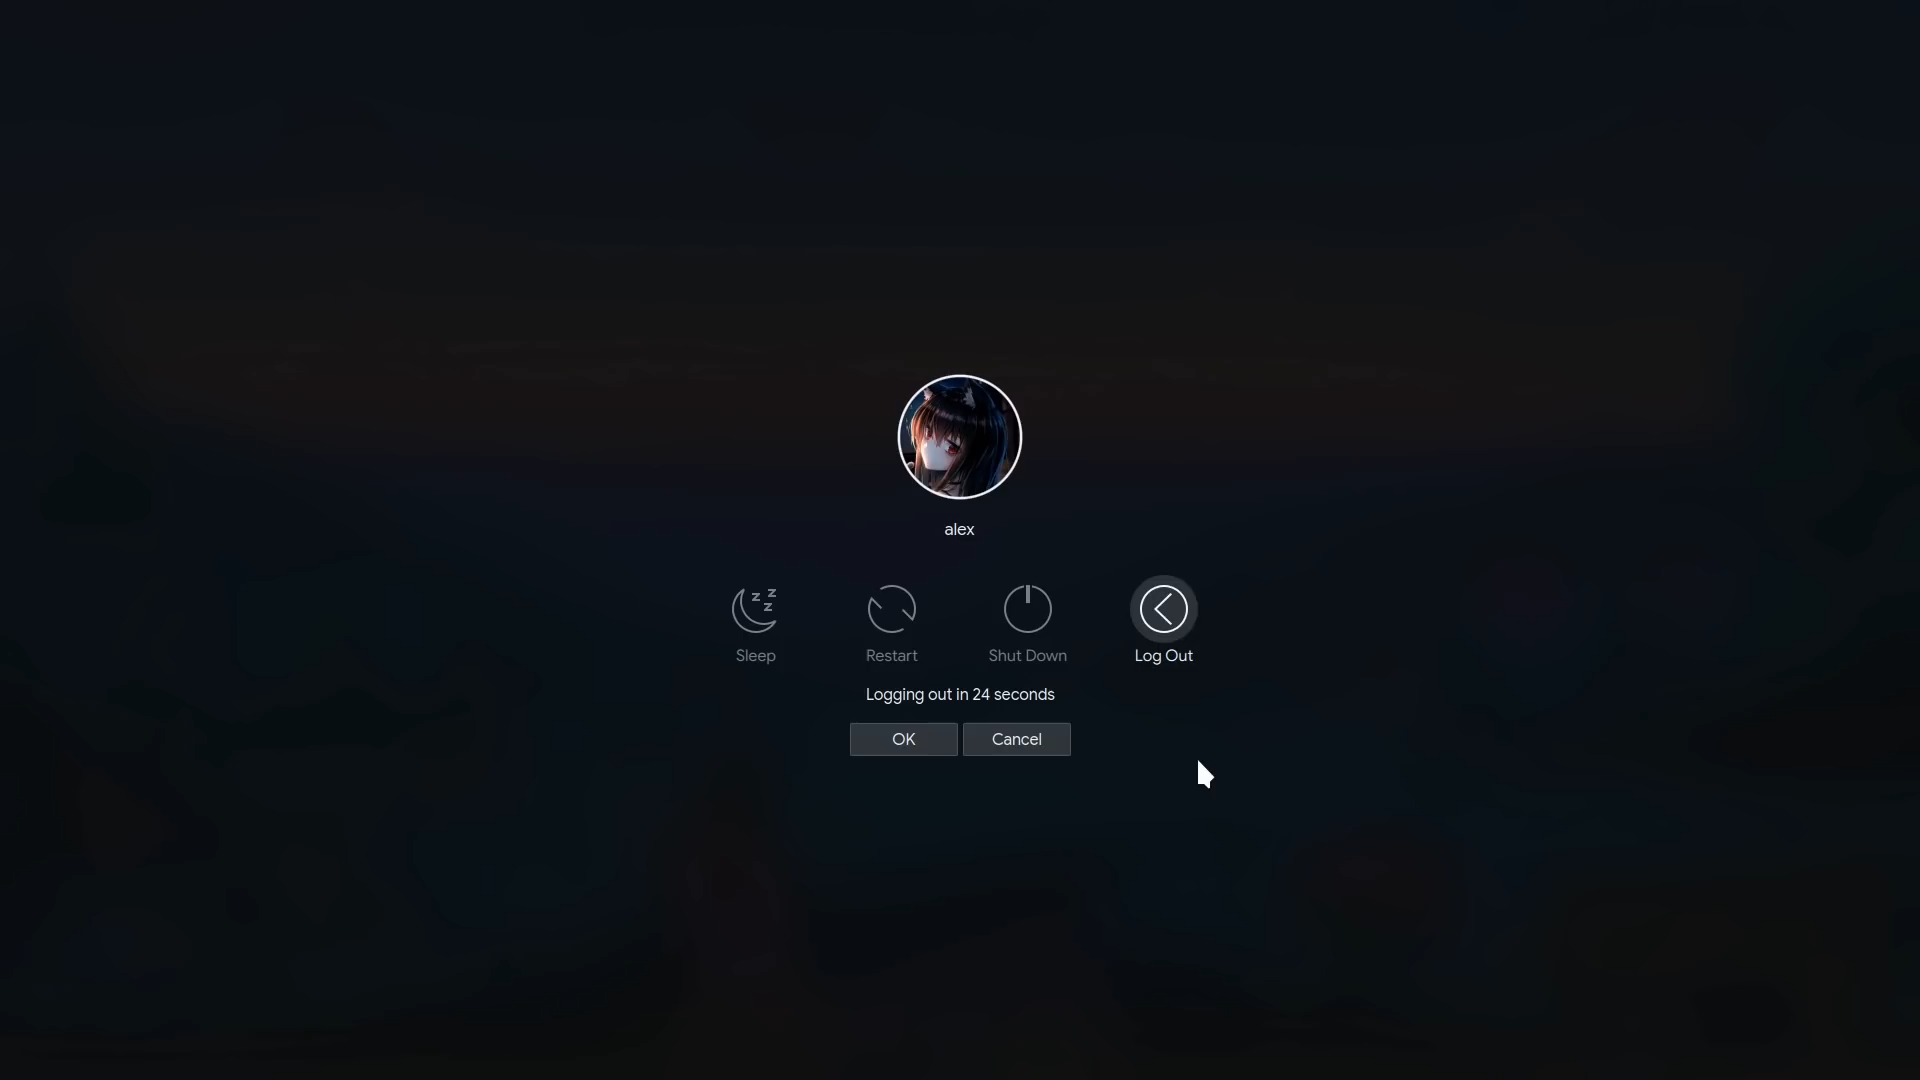 alex
Sleep
Restart
Shut Down
Log Out
Logging out in 24 seconds
OK
Cancel